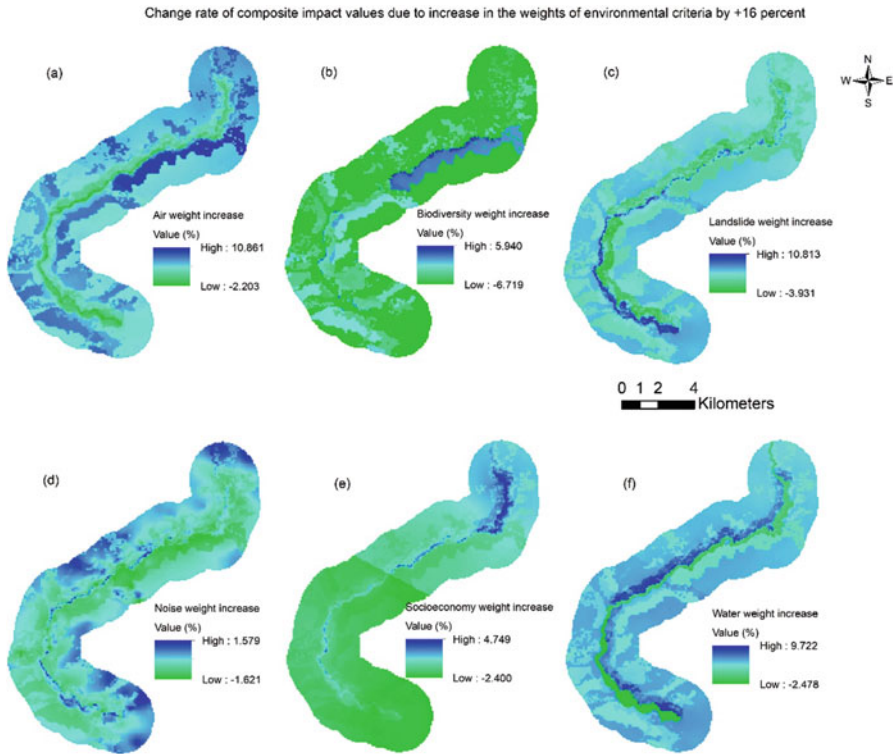 Change rate of composite impact values due to increase in the weights of environmental criteria by +16 percent
(a)
(b)
(c)
N
W
E
S
Air weight increase
Value (%)
High : 10.861
Low : -2.203
Biodiversity weight increase
Value (%)
High : 5.940
Low : -6.719
Landslide weight increase
Value (%)
High : 10.813
Low : -3.931
0 1 2 4
Kilometers
(d)
(e)
(f)
Noise weight increase
Value (%)
High : 1.579
Low : -1.621
Socioeconomy weight increase
Value (%)
High : 4.749
Low : -2.400
Water weight increase
Value (%)
High : 9.722
Low : -2.478